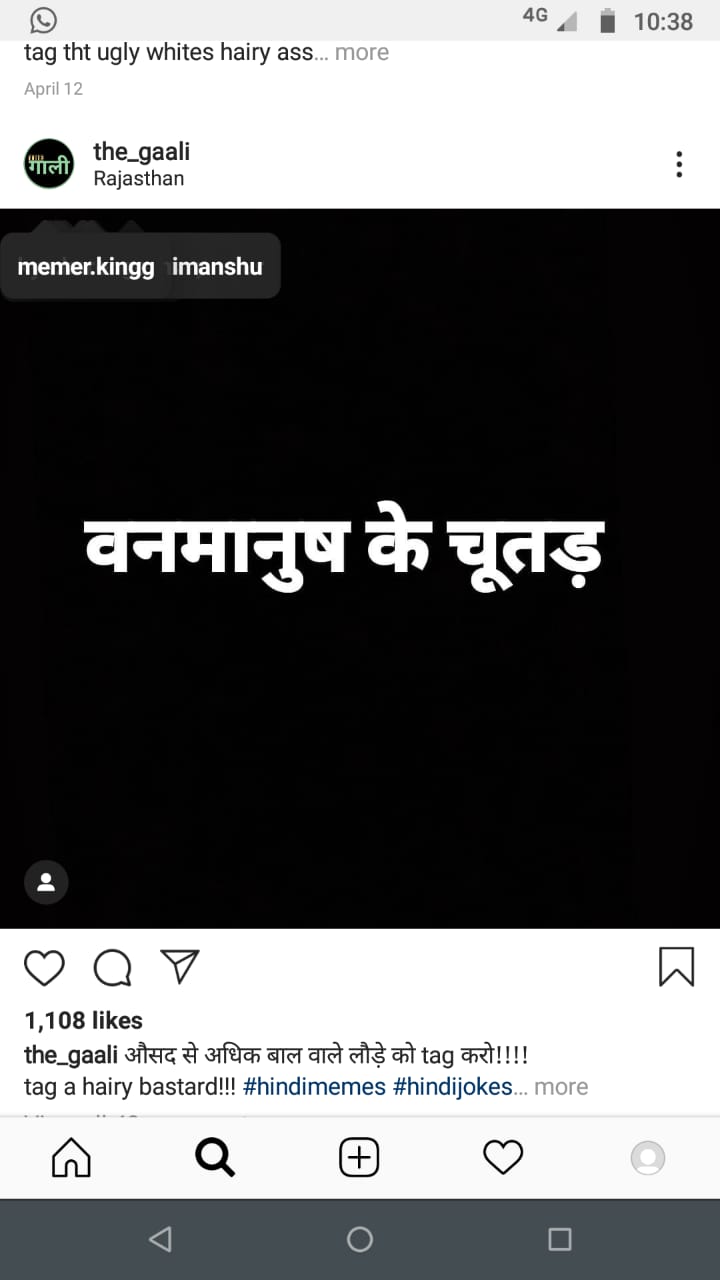 4G 10:38
tag tht ugly whites hairy ass... more
April 12
गाली
the_gaali
Rajasthan
memer.kingg imanshu
वनमानुष के चूतड़
1,108 likes
the_gaali औसद से अधिक बाल वाले लौड़े को tag करो!!!!
tag a hairy bastard!!! #hindimemes #hindijokes... more